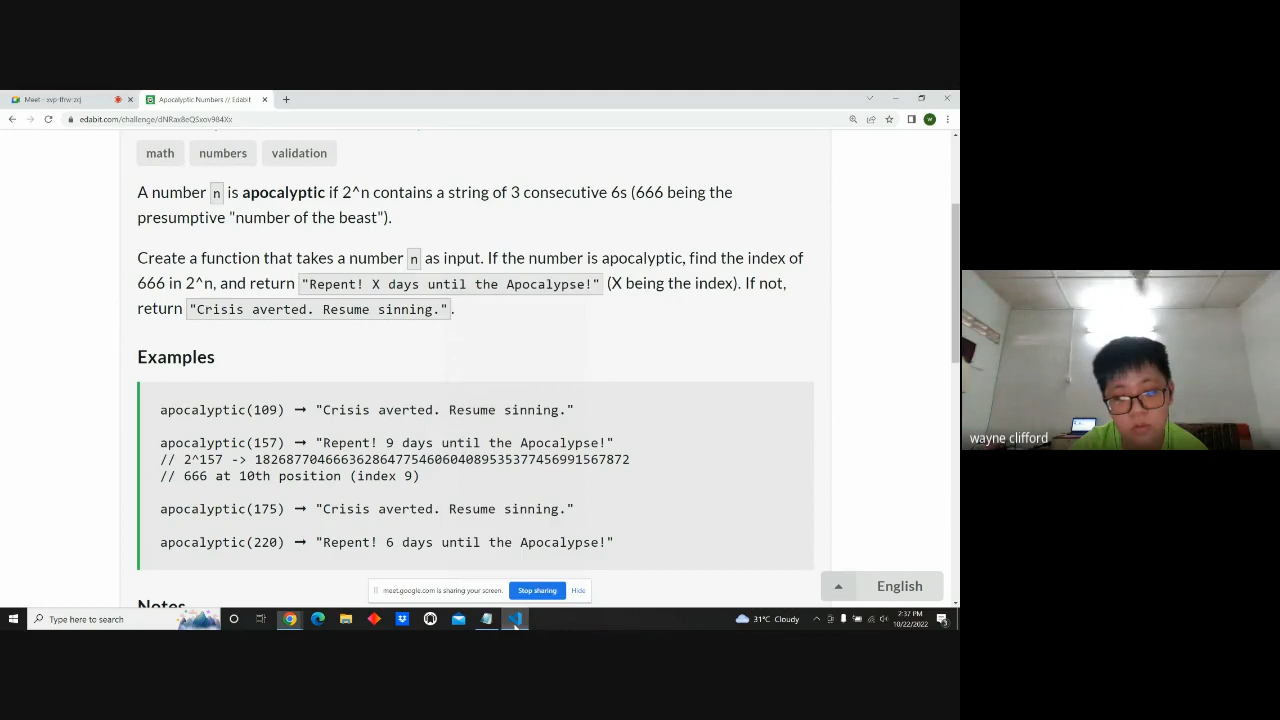 Meet - xvp-ffrw-zcj
Apocalyptic Numbers // Edabit
edabit.com/challenge/dNRax8eQSxov984Xx
math numbers validation
A number n is apocalyptic if 2^n contains a string of 3 consecutive 6s (666 being the
presumptive "number of the beast").
Create a function that takes a number n as input. If the number is apocalyptic, find the index of
666 in 2^n, and return "Repent! X days until the Apocalypse!" (X being the index). If not,
return "Crisis averted. Resume sinning.".
Examples
apocalyptic(109) ➞ "Crisis averted. Resume sinning."
apocalyptic(157) ➞ "Repent! 9 days until the Apocalypse!"
// 2^157 -> 182687704666362864775460604089535377456991567872
// 666 at 10th position (index 9)
apocalyptic(175) ➞ "Crisis averted. Resume sinning."
apocalyptic(220) ➞ "Repent! 6 days until the Apocalypse!"
Notes
English
meet.google.com is sharing your screen. Stop sharing Hide
Type here to search
31°C Cloudy
2:37 PM
10/22/2022
wayne clifford